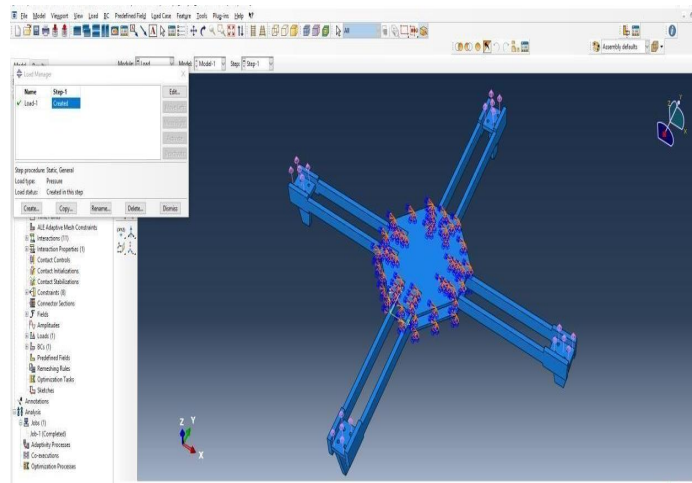 File Model Viewport View Load BC Predefined Field Load Case Feature Tools Plug-ins Help
All
Assembly defaults
Model Results
Module: Load Model: Model-1 Step: Step-1
Load Manager X
Name Step-1 Edit...
✔ Load-1 Created
Step procedure: Static, General
Load type: Pressure
Load status: Created in this step
Create... Copy... Rename... Delete... Dismiss
ALE Adaptive Mesh Constraints
Interactions (11)
Interaction Properties (1)
Contact Controls
Contact Initializations
Contact Stabilizations
Constraints (8)
Connector Sections
Fields
Amplitudes
Loads (1)
BCs (1)
Predefined Fields
Remeshing Rules
Optimization Tasks
Sketches
Annotations
Analysis
Jobs (1)
Job-1 (Completed)
Adaptivity Processes
Co-executions
Optimization Processes
Z Y
X